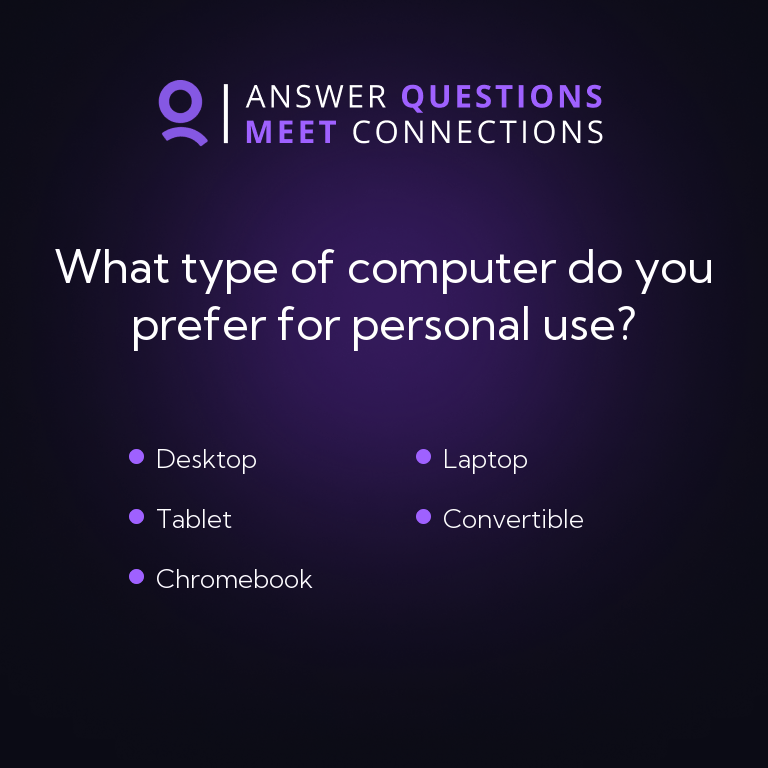 ANSWER QUESTIONS
MEET CONNECTIONS
What type of computer do you
prefer for personal use?
Desktop
Laptop
Tablet
Convertible
Chromebook